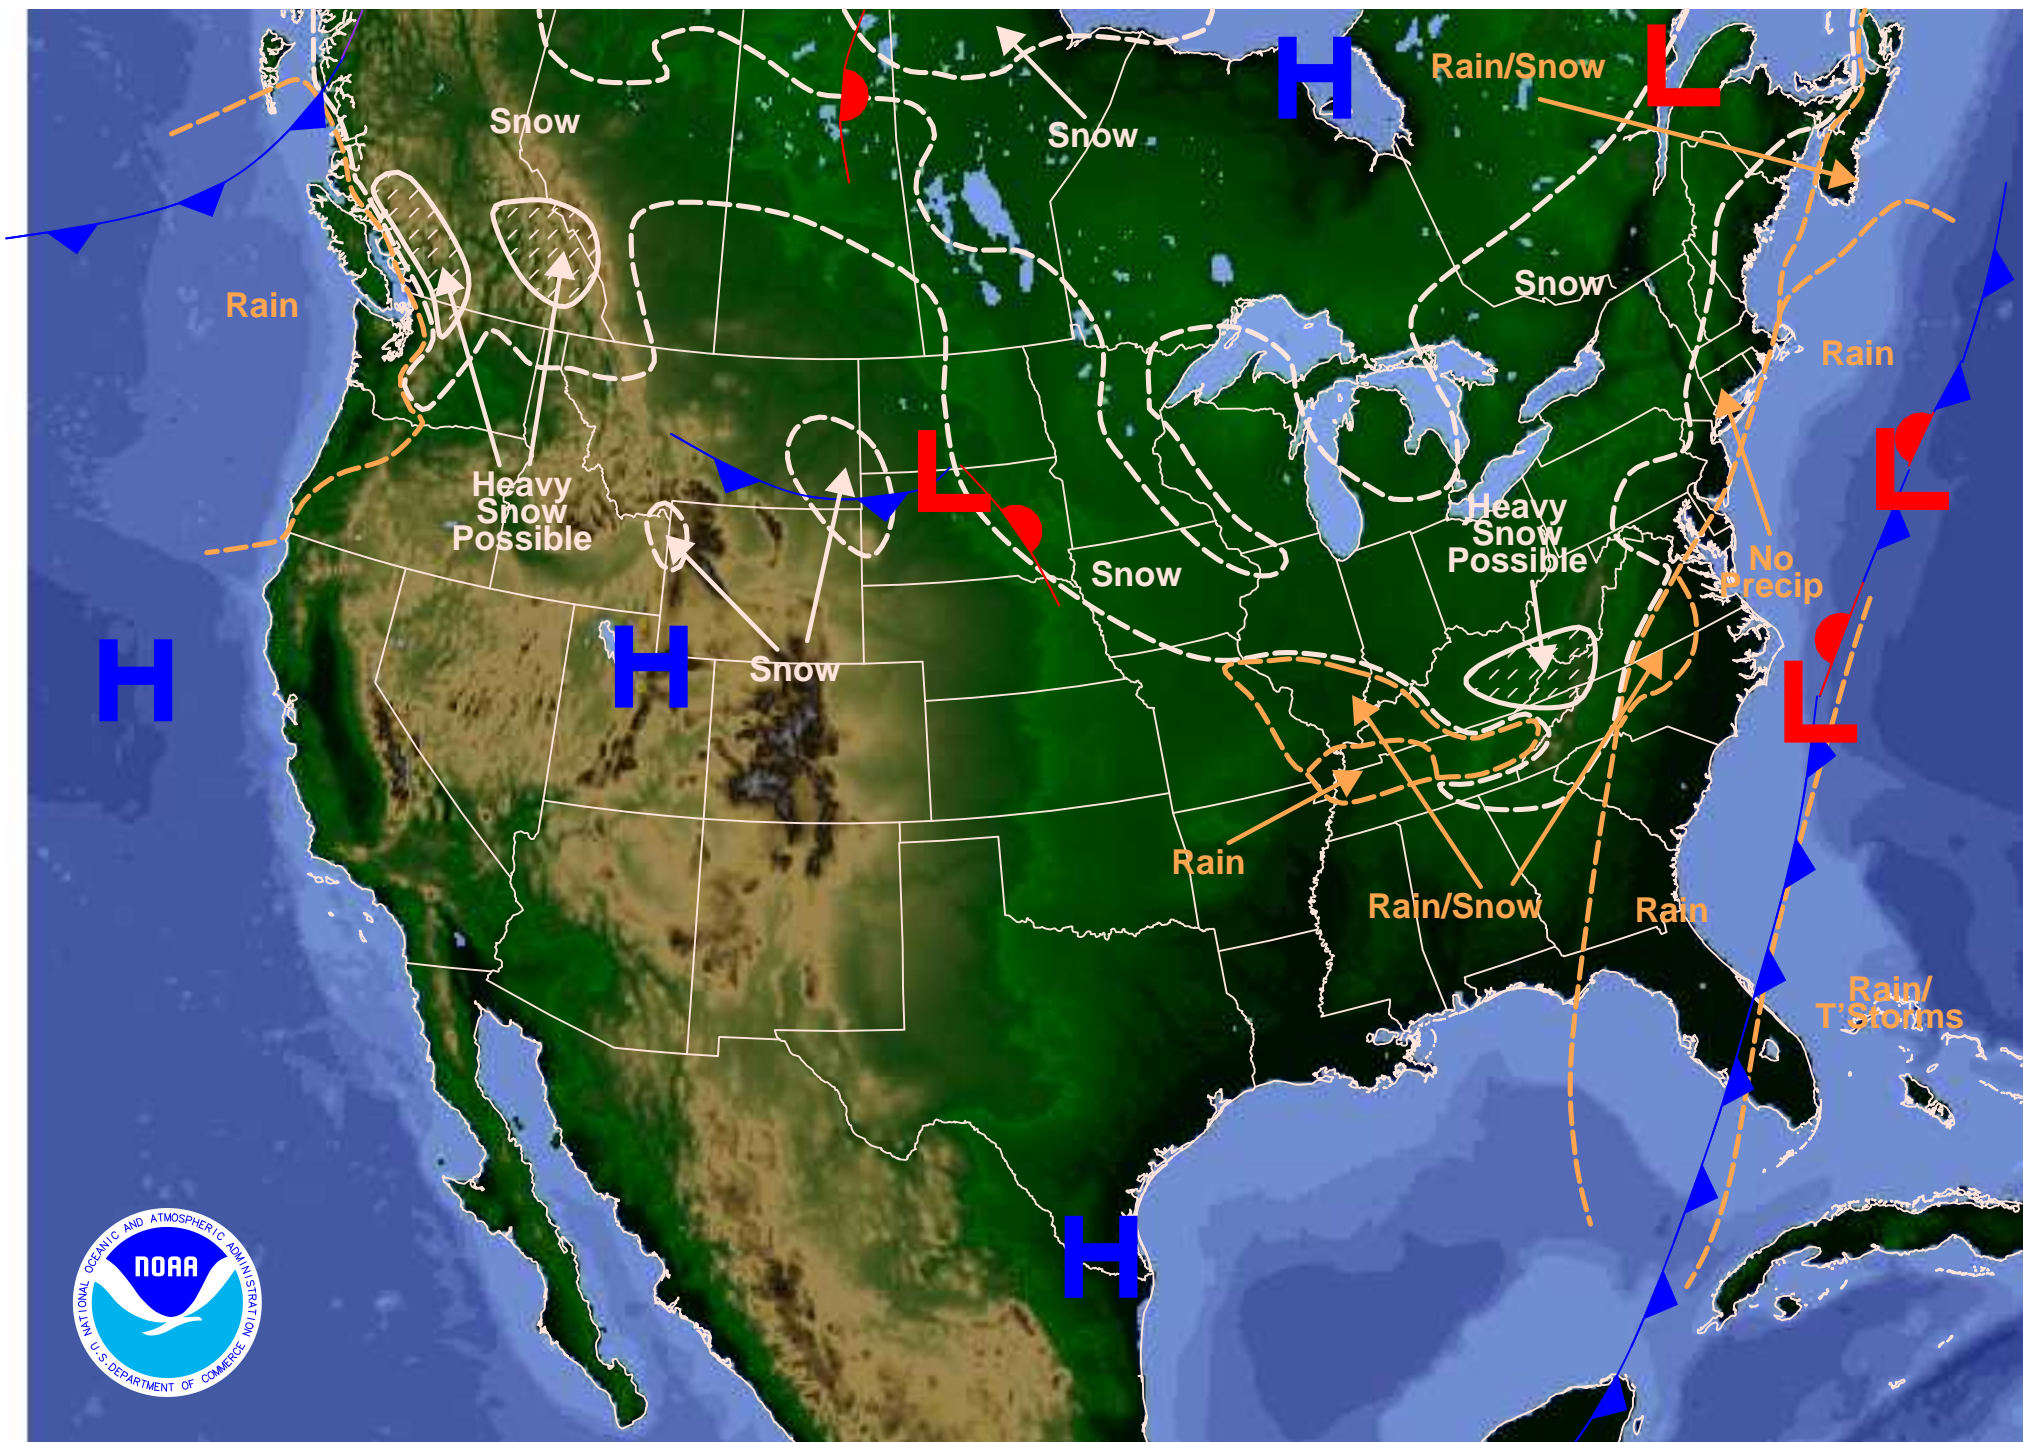 H
L
Rain/Snow
Snow
Snow
Snow
Rain
Rain
L
L
Heavy
Snow
Possible
Heavy
Snow
Possible
Snow
No
Precip
H
H
Snow
L
Rain
Rain/Snow
Rain
Rain/
T'Storms
H
NOAA
NATIONAL OCEANIC AND ATMOSPHERIC ADMINISTRATION
U.S. DEPARTMENT OF COMMERCE